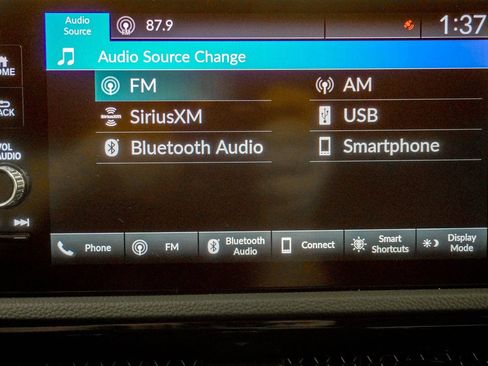 Audio
Source
87.9
1:37
Audio Source Change
HOME
FM
AM
BACK
SiriusXM
SiriusXM
USB
VOL
AUDIO
Bluetooth Audio
Smartphone
Phone
FM
Bluetooth
Audio
Connect
Smart
Shortcuts
Display
Mode